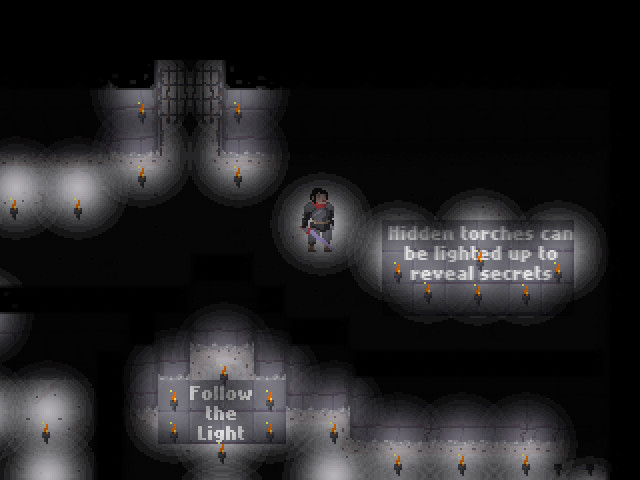 Hidden torches can
be lighted up to
reveal secrets
Follow
the
Light